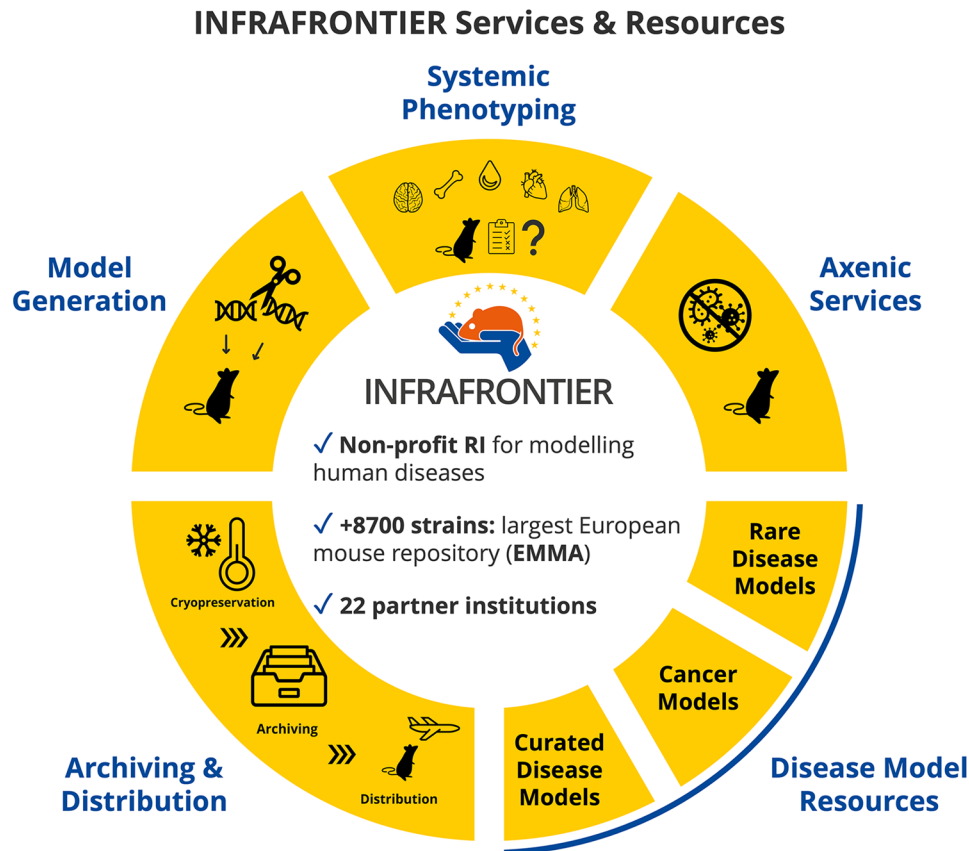 INFRAFRONTIER Services & Resources
Systemic
Phenotyping
?
Model
Generation
Axenic
Services
INFRAFRONTIER
✓ Non-profit RI for modelling
human diseases
✓ +8700 strains: largest European
mouse repository (EMMA)
✓ 22 partner institutions
Rare
Disease
Models
Cancer
Models
Curated
Disease
Models
Disease Model
Resources
Cryopreservation
Archiving
Distribution
Archiving &
Distribution